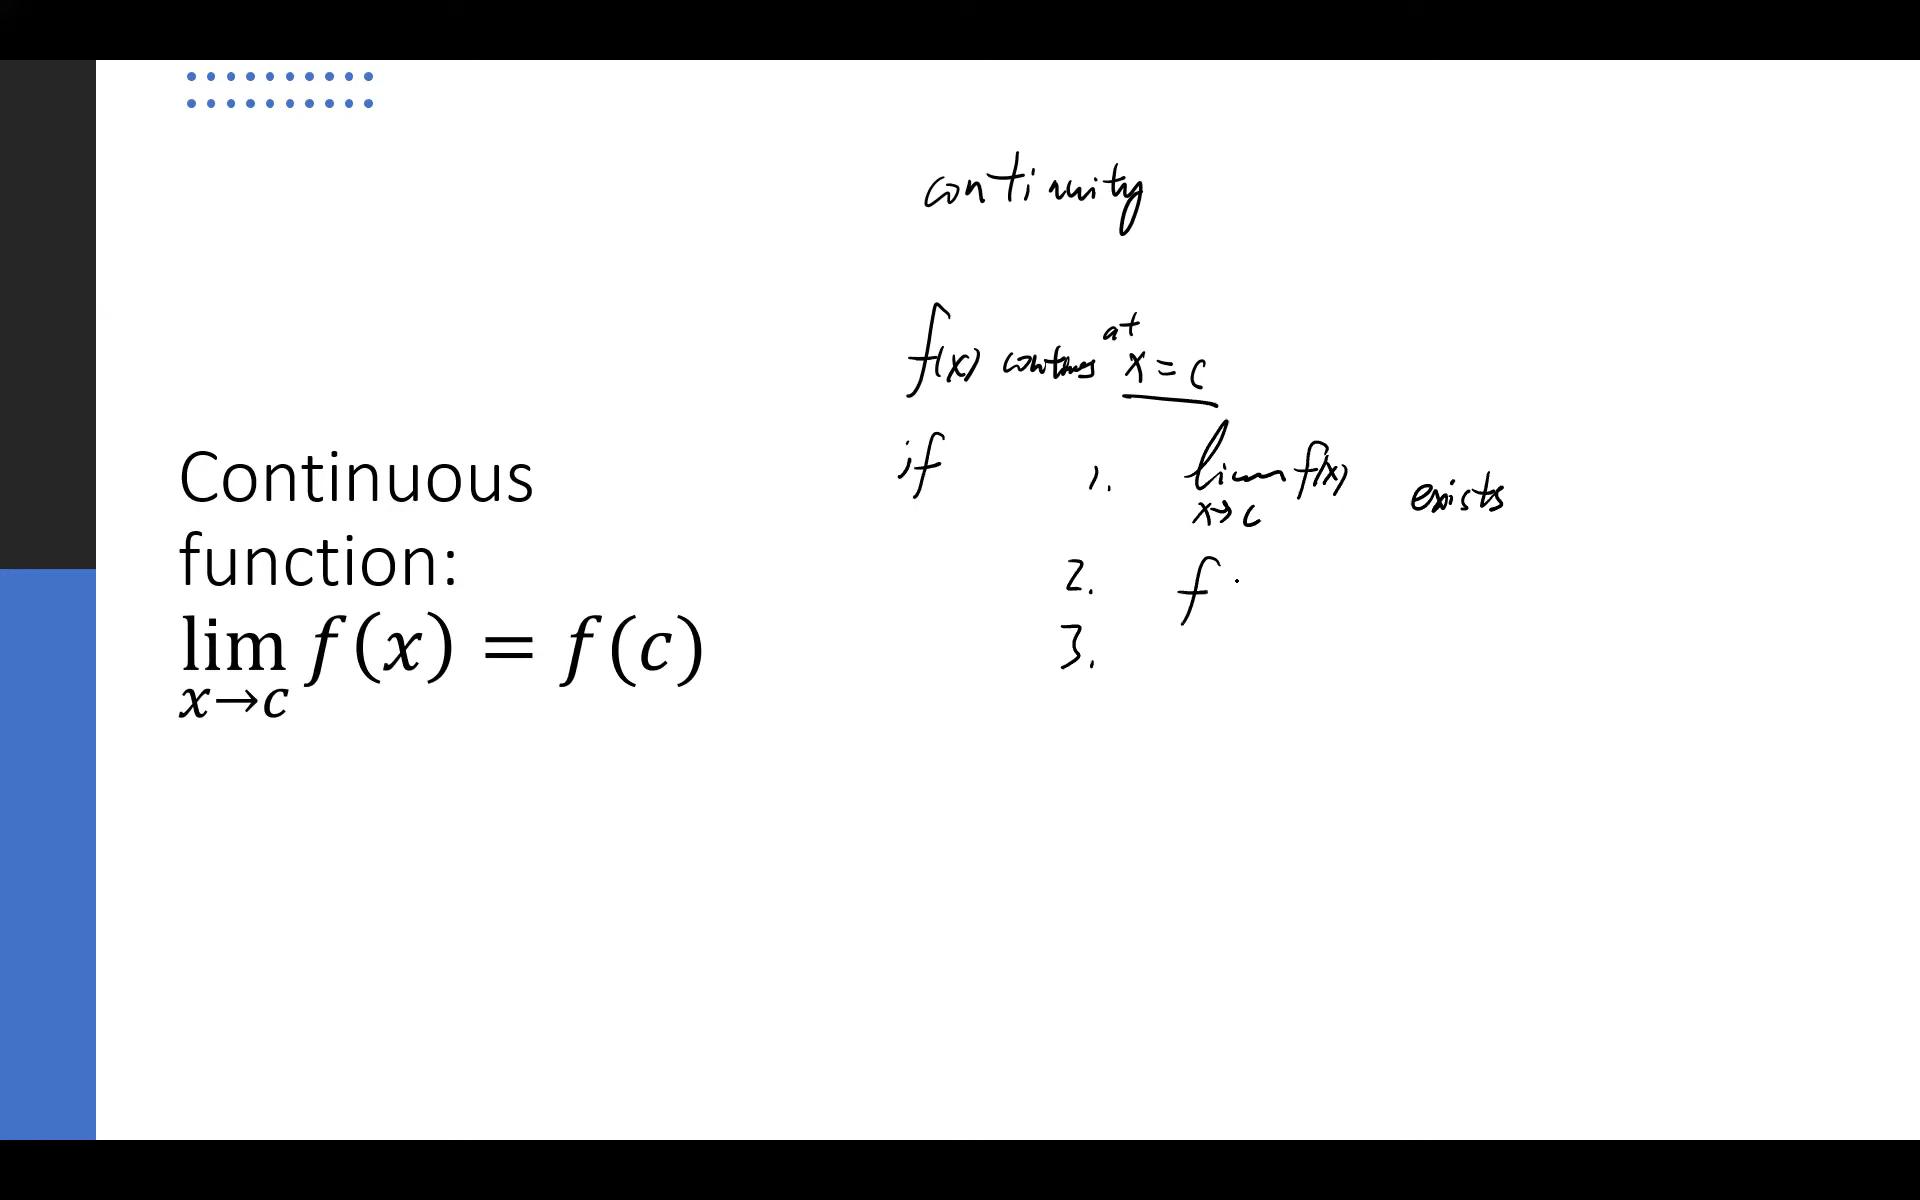 continuity
f(x) continuous at x = c
if 1. lim x→c f(x) exists
2. f
3.
Continuous
function:
lim x→c f(x) = f(c)